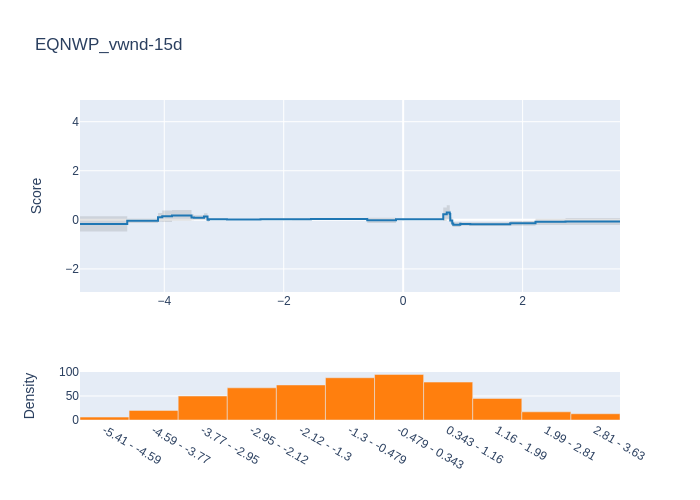 EQNWP_vwnd-15d
Score
4
2
0
−2
−4
−2
0
2
Density
100
50
0
-5.41 - -4.59
-4.59 - -3.77
-3.77 - -2.95
-2.95 - -2.12
-2.12 - -1.3
-1.3 - -0.479
-0.479 - 0.343
0.343 - 1.16
1.16 - 1.99
1.99 - 2.81
2.81 - 3.63